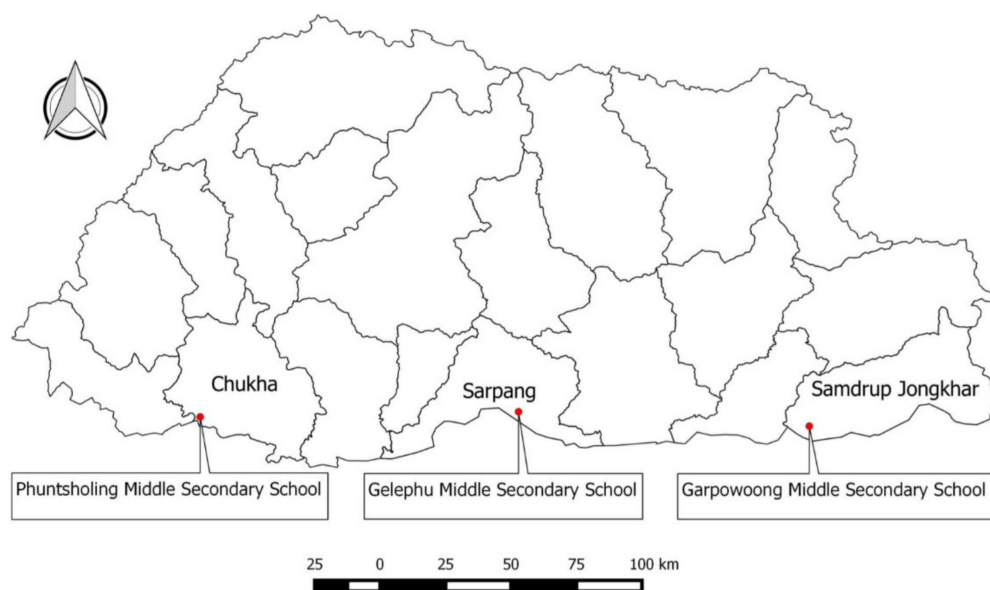 Chukha
Sarpang
Samdrup Jongkhar
Phuntsholing Middle Secondary School
Gelephu Middle Secondary School
Garpowoong Middle Secondary School
25 0 25 50 75 100 km